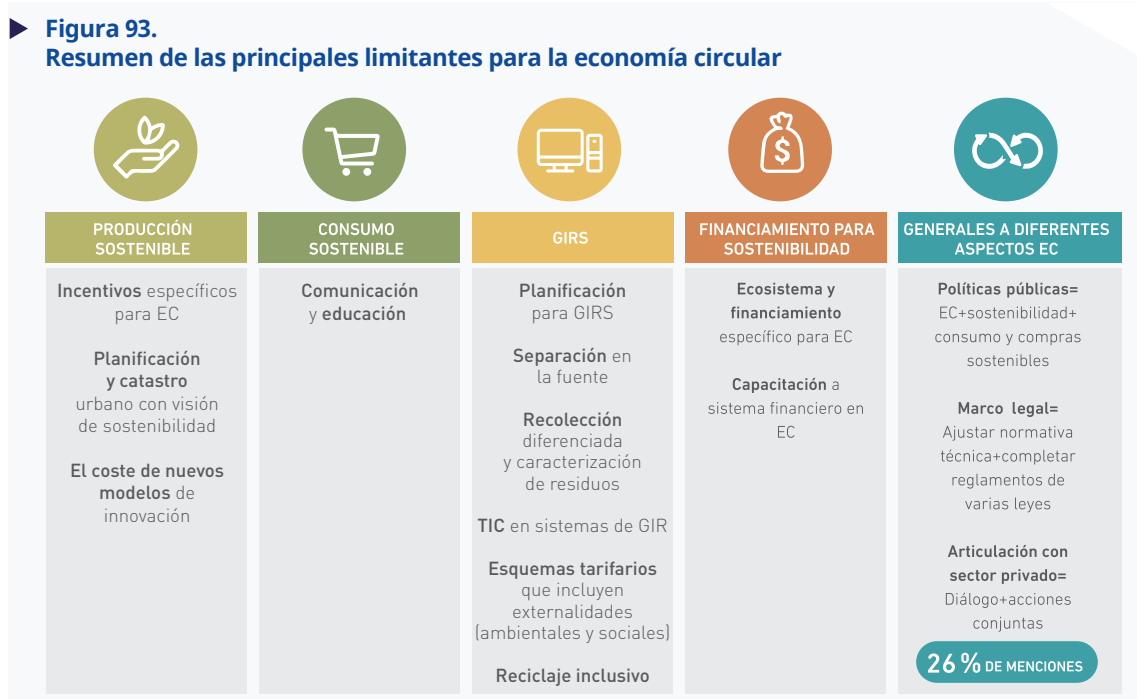 Figura 93.
Resumen de las principales limitantes para la economía circular
PRODUCCIÓN
SOSTENIBLE
Incentivos específicos
para EC
Planificación
y catastro
urbano con visión
de sostenibilidad
El coste de nuevos
modelos de
innovación
CONSUMO
SOSTENIBLE
Comunicación
y educación
GIRS
Planificación
para GIRS
Separación en
la fuente
Recolección
diferenciada
y caracterización
de residuos
TIC en sistemas de GIR
Esquemas tarifarios
que incluyen
externalidades
(ambientales y sociales)
Reciclaje inclusivo
$
FINANCIAMIENTO PARA
SOSTENIBILIDAD
Ecosistema y
financiamiento
específico para EC
Capacitación a
sistema financiero en
EC
GENERALES A DIFERENTES
ASPECTOS EC
Políticas públicas=
EC+sostenibilidad+
consumo y compras
sostenibles
Marco legal=
Ajustar normativa
técnica+completar
reglamentos de
varias leyes
Articulación con
sector privado=
Diálogo+acciones
conjuntas
26 % DE MENCIONES